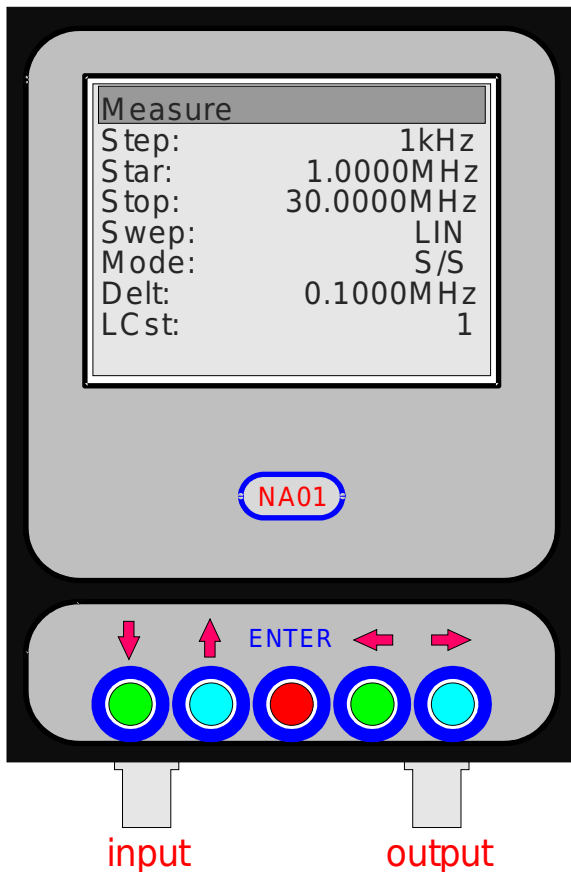 Measure
Step: 1kHz
Star: 1.0000MHz
Stop: 30.0000MHz
Swep: LIN
Mode: S/S
Delt: 0.1000MHz
LCst: 1
NA01
ENTER
input output